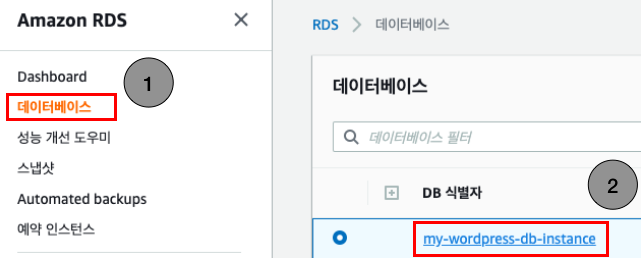 Amazon RDS
Dashboard
1
데이터베이스
성능 개선 도우미
스냅샷
Automated backups
예약 인스턴스
RDS > 데이터베이스
데이터베이스
데이터베이스 필터
DB 식별자
2
my-wordpress-db-instance